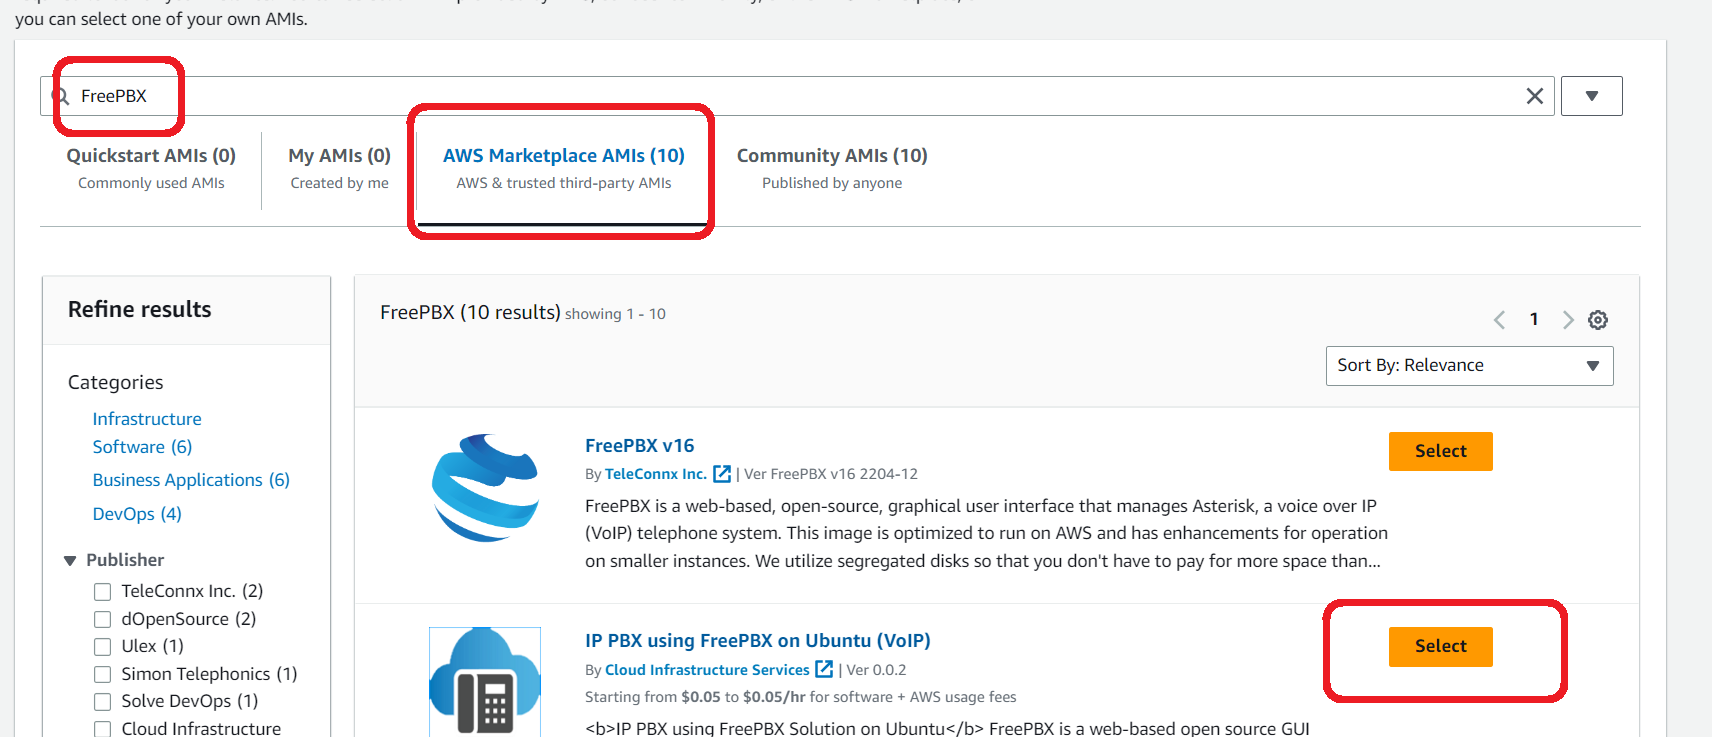 you can select one of your own AMIs.
FreePBX
Quickstart AMIs (0)
Commonly used AMIs
My AMIs (0)
Created by me
AWS Marketplace AMIs (10)
AWS & trusted third-party AMIs
Community AMIs (10)
Published by anyone
Refine results
Categories
Infrastructure
Software (6)
Business Applications (6)
DevOps (4)
Publisher
TeleConnx Inc. (2)
dOpenSource (2)
Ulex (1)
Simon Telephonics (1)
Solve DevOps (1)
Cloud Infrastructure
FreePBX (10 results) showing 1 - 10
1
Sort By: Relevance
FreePBX v16
Select
By TeleConnx Inc. | Ver FreePBX v16 2204-12
FreePBX is a web-based, open-source, graphical user interface that manages Asterisk, a voice over IP
(VoIP) telephone system. This image is optimized to run on AWS and has enhancements for operation
on smaller instances. We utilize segregated disks so that you don't have to pay for more space than...
IP PBX using FreePBX on Ubuntu (VoIP)
Select
By Cloud Infrastructure Services | Ver 0.0.2
Starting from $0.05 to $0.05/hr for software + AWS usage fees
<b>IP PBX using FreePBX Solution on Ubuntu</b> FreePBX is a web-based open source GUI